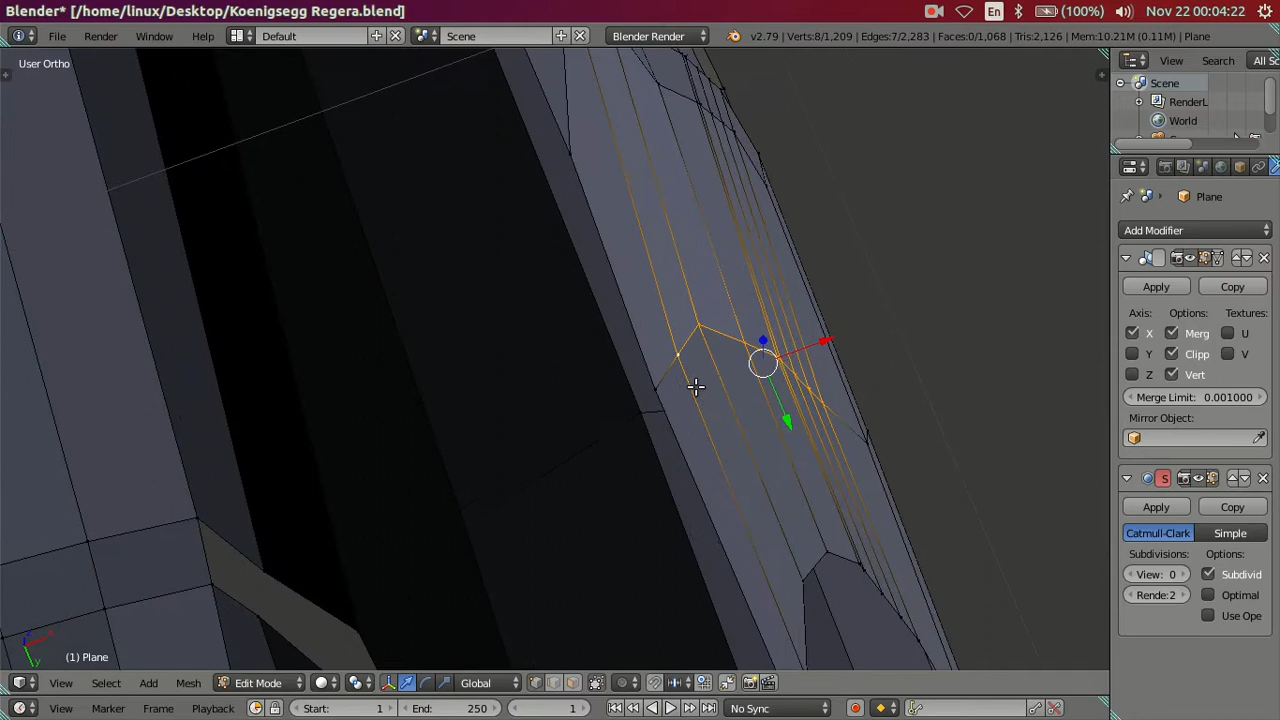 Blender* [/home/linux/Desktop/Koenigsegg Regera.blend]
En (100%) Nov 22 00:04:22
File Render Window Help Default Scene Blender Render v2.79 | Verts:8/1,209 | Edges:7/2,283 | Faces:0/1,068 | Tris:2,126 | Mem:10.21M (0.11M) | Plane
User Ortho
View Search All Sc
Scene
RenderL
World
Plane
Add Modifier
Apply Copy
Axis: Options: Textures:
X Merg U
Y Clipp V
Z Vert
Merge Limit: 0.001000
Mirror Object:
S
Apply Copy
Catmull-Clark Simple
Subdivisions: Options:
View: 0 Subdivid
Rende:2 Optimal
Use Ope
z x y
(1) Plane
View Select Add Mesh Edit Mode Global
View Marker Frame Playback Start: 1 End: 250 1 No Sync